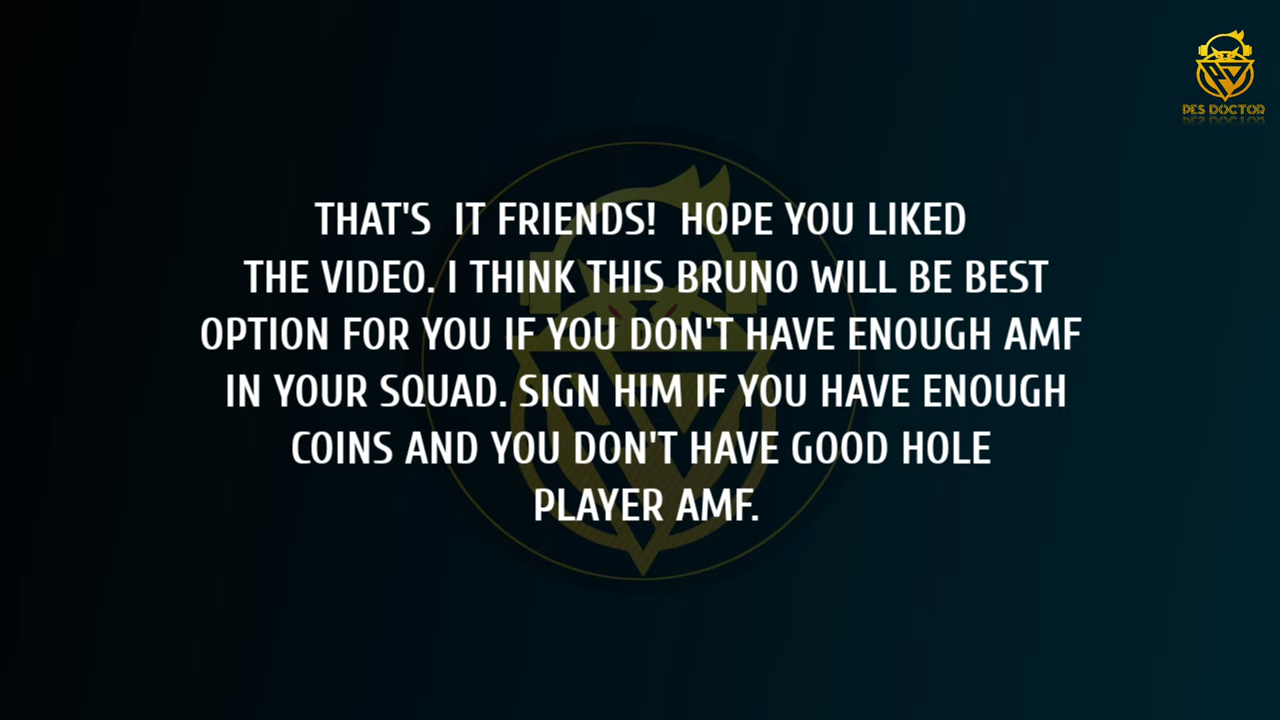 PES DOCTOR
THAT'S  IT FRIENDS!  HOPE YOU LIKED
THE VIDEO. I THINK THIS BRUNO WILL BE BEST
OPTION FOR YOU IF YOU DON'T HAVE ENOUGH AMF
IN YOUR SQUAD. SIGN HIM IF YOU HAVE ENOUGH
COINS AND YOU DON'T HAVE GOOD HOLE
PLAYER AMF.